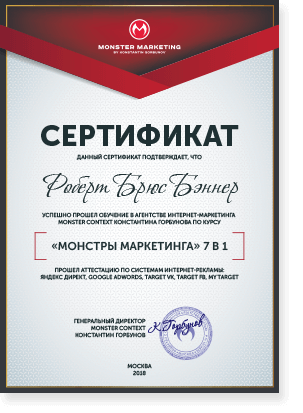 MONSTER MARKETING
BY KONSTANTIN GORBUNOV
СЕРТИФИКАТ
ДАННЫЙ СЕРТИФИКАТ ПОДТВЕРЖДАЕТ, ЧТО
Роберт Брюс Бэннер
УСПЕШНО ПРОШЕЛ ОБУЧЕНИЕ В АГЕНТСТВЕ ИНТЕРНЕТ-МАРКЕТИНГА
MONSTER CONTEXT КОНСТАНТИНА ГОРБУНОВА ПО КУРСУ
«МОНСТРЫ МАРКЕТИНГА» 7 В 1
ПРОШЕЛ АТТЕСТАЦИЮ ПО СИСТЕМАМ ИНТЕРНЕТ-РЕКЛАМЫ:
ЯНДЕКС ДИРЕКТ, GOOGLE ADWORDS, TARGET VK, TARGET FB, MY TARGET
ГЕНЕРАЛЬНЫЙ ДИРЕКТОР
MONSTER CONTEXT
КОНСТАНТИН ГОРБУНОВ
К. Горбунов
МОСКВА
2018